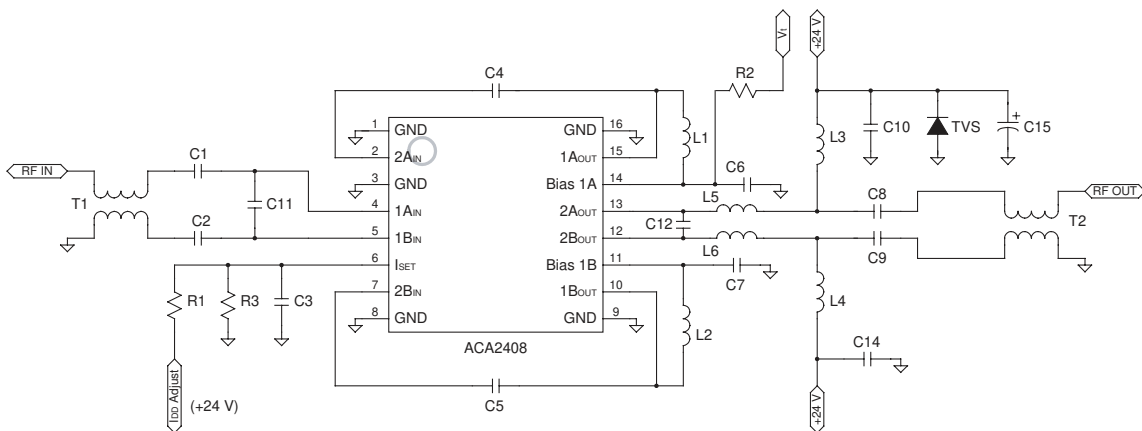 V1
+24 V
C4
R2
1
GND
GND
16
L1
L3
C10
TVS
+
C15
2
2AIN
1AOUT
15
RF IN
C1
3
GND
Bias 1A
14
C6
L5
C8
RF OUT
T1
C11
4
1AIN
2AOUT
13
C12
T2
C2
5
1BIN
2BOUT
12
L6
C9
6
ISET
Bias 1B
11
C7
R1
R3
C3
7
2BIN
1BOUT
10
L4
8
GND
GND
9
L2
ACA2408
C14
IDD Adjust
(+24 V)
C5
+24 V